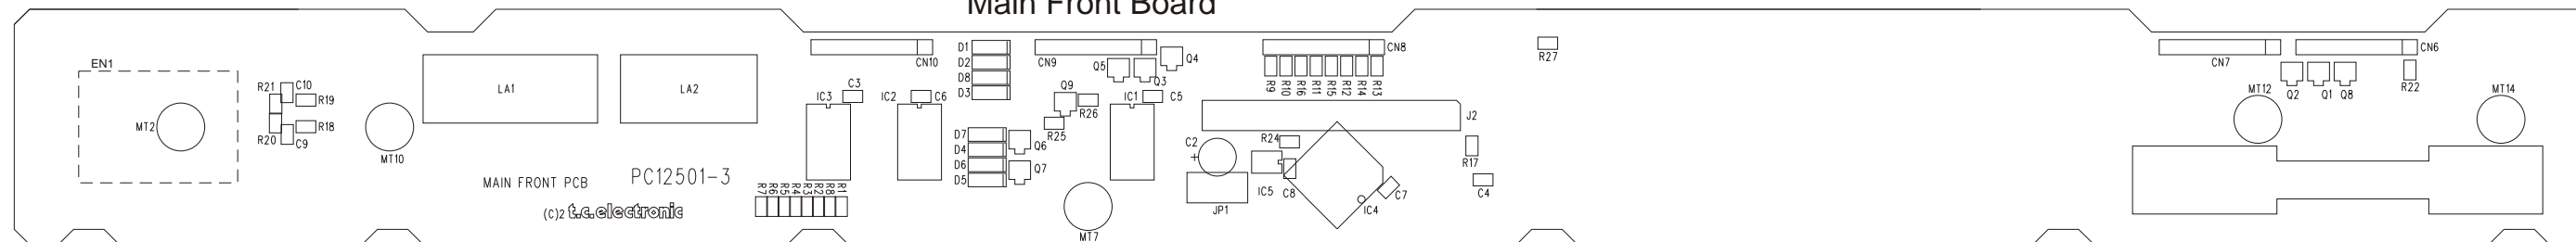 Main Front Board
EN1
MT2
R21
C10
R19
R18
R20
C9
MT10
LA1
LA2
MAIN FRONT PCB
PC12501-3
(C)2 t.c.electronic
IC3
C3
IC2
C6
CN10
R7
R6
R5
R4
R3
R2
R8
R1
D1
D2
D8
D3
D7
D4
D6
D5
Q6
Q7
CN9
Q5
Q3
Q4
Q9
R26
R25
IC1
C5
MT7
CN8
R9
R10
R16
R11
R15
R12
R14
R13
J2
C2
+
R24
IC5
C8
JP1
IC4
C7
R17
C4
R27
CN7
CN6
Q2
Q1
Q8
R22
MT12
MT14